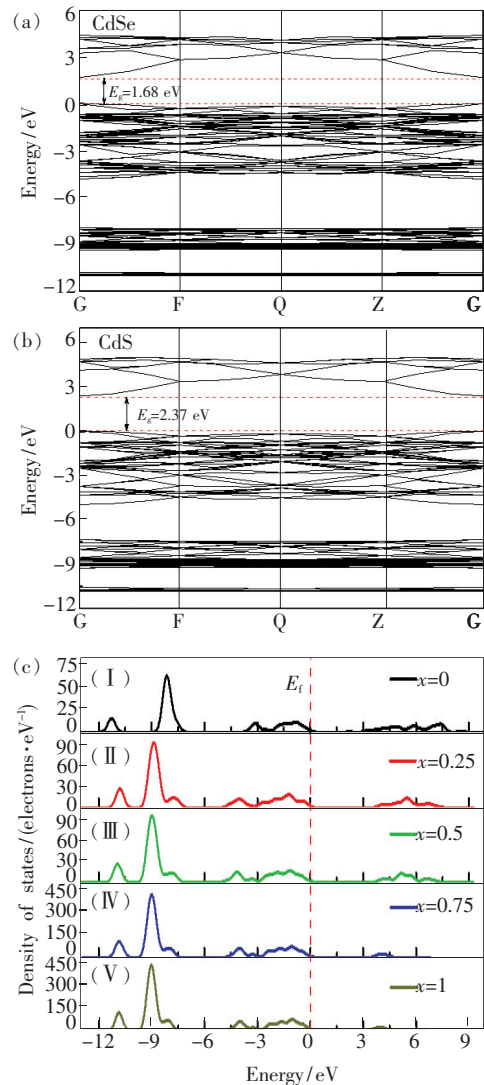 (a)
CdSe
6
3
0
−3
−6
−9
−12
Energy/eV
Eg=1.68 eV
G F Q Z G
(b)
CdS
6
3
0
−3
−6
−9
−12
Energy/eV
Eg=2.37 eV
G F Q Z G
(c)
Density of states/(electrons·eV⁻¹)
75
50
25
0
(Ⅰ)
Ef
x=0
90
60
30
0
(Ⅱ)
x=0.25
90
60
30
0
(Ⅲ)
x=0.5
450
300
150
0
(Ⅳ)
x=0.75
450
300
150
0
(Ⅴ)
x=1
−12 −9 −6 −3 0 3 6 9
Energy/eV